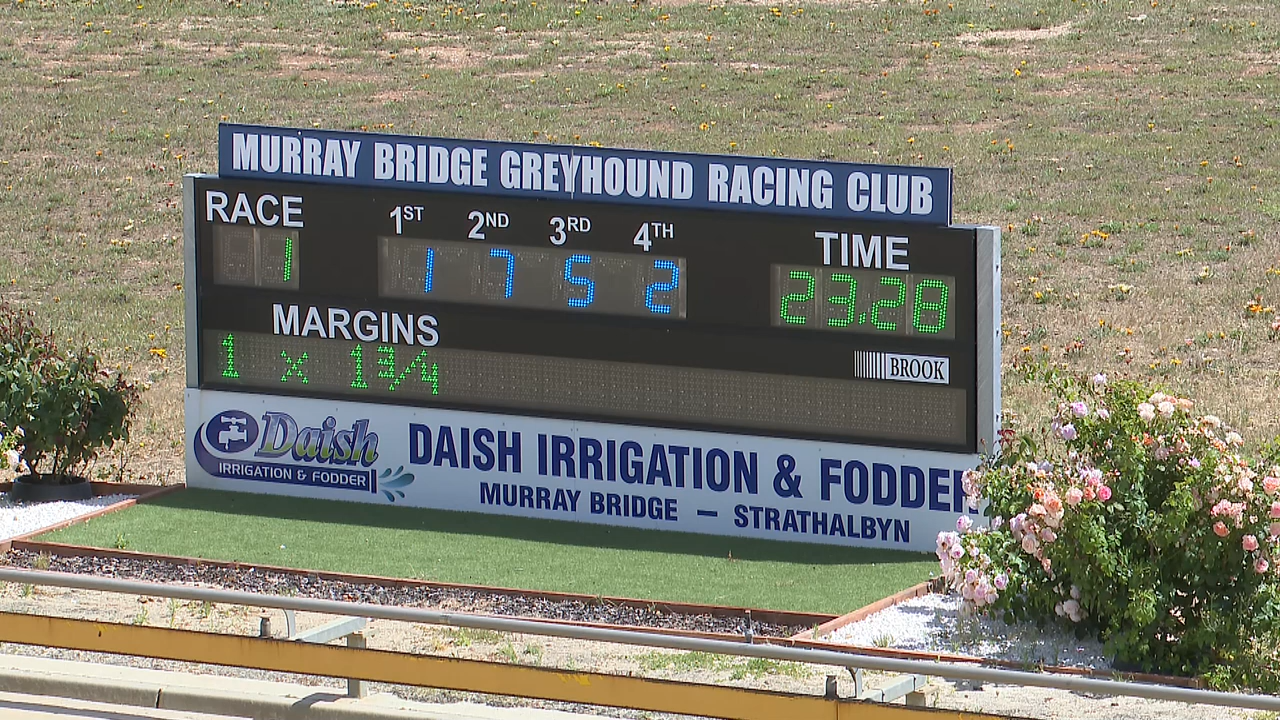 MURRAY BRIDGE GREYHOUND RACING CLUB
RACE 1ST 2ND 3RD 4TH TIME
1 1 7 5 2 23.28
MARGINS
1 x 1¾
BROOK
Daish
IRRIGATION & FODDER
DAISH IRRIGATION & FODDER
MURRAY BRIDGE – STRATHALBYN